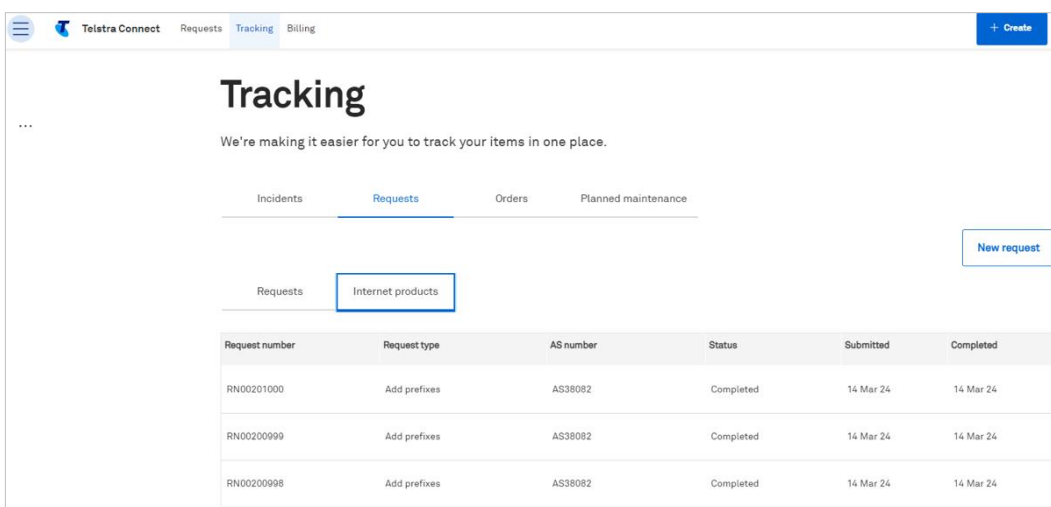 Telstra Connect Requests Tracking Billing + Create
Tracking
...
We're making it easier for you to track your items in one place.
Incidents Requests Orders Planned maintenance
New request
Requests Internet products
Request number Request type AS number Status Submitted Completed
RN00201000 Add prefixes AS38082 Completed 14 Mar 24 14 Mar 24
RN00200999 Add prefixes AS38082 Completed 14 Mar 24 14 Mar 24
RN00200998 Add prefixes AS38082 Completed 14 Mar 24 14 Mar 24